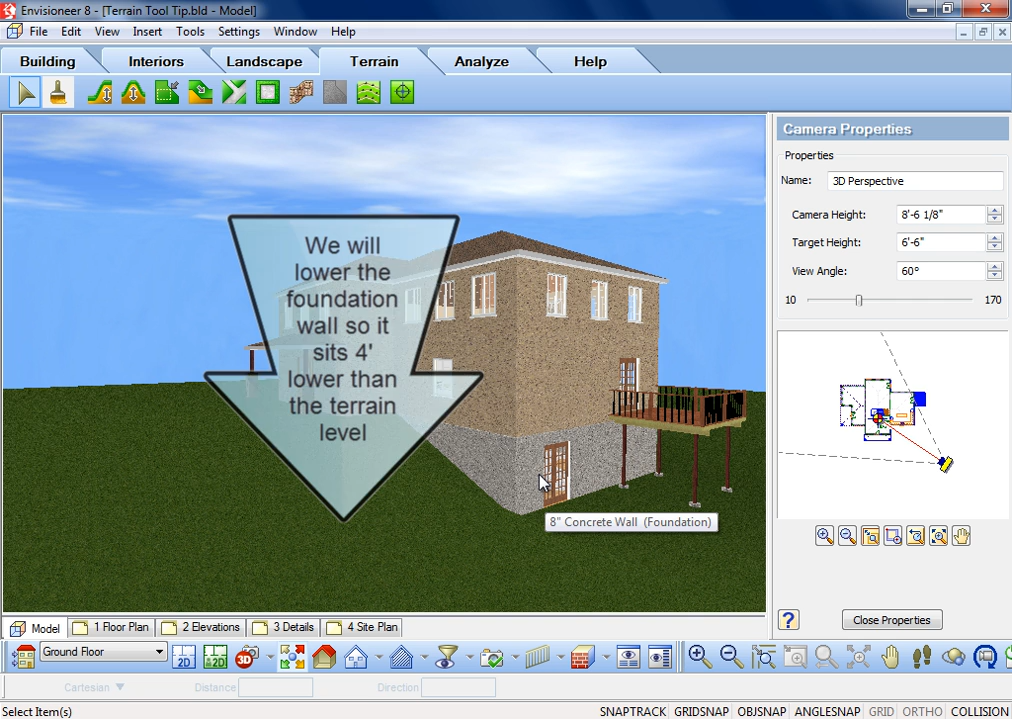 Envisioneer 8 - [Terrain Tool Tip.bld - Model]
File Edit View Insert Tools Settings Window Help
Building Interiors Landscape Terrain Analyze Help
Camera Properties
Properties
Name: 3D Perspective
Camera Height: 8'-6 1/8"
Target Height: 6'-6"
View Angle: 60°
10 170
We will
lower the
foundation
wall so it
sits 4'
lower than
the terrain
level
8" Concrete Wall (Foundation)
? Close Properties
Model 1 Floor Plan 2 Elevations 3 Details 4 Site Plan
Ground Floor 2D 2D 3D
Cartesian Distance Direction
Select Item(s) SNAPTRACK GRIDSNAP OBJSNAP ANGLESNAP GRID ORTHO COLLISION